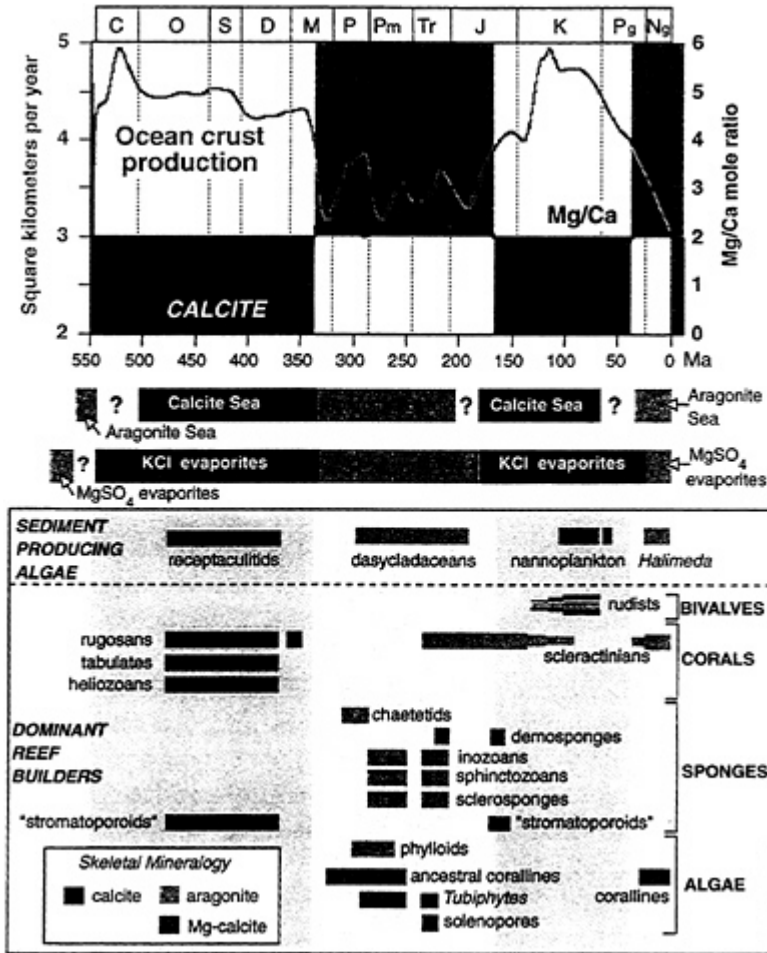 C O S D M P Pm Tr J K Pg Ng
5 6
Square kilometers per year
Mg/Ca mole ratio
5
4 4
Ocean crust
production
3
Mg/Ca
3 2
1
CALCITE
2 0
550 500 450 400 350 300 250 200 150 100 50 0 Ma
? Calcite Sea ? Calcite Sea ? Aragonite
Sea
Aragonite Sea
? KCl evaporites KCl evaporites MgSO4
evaporites
MgSO4 evaporites
SEDIMENT
PRODUCING
ALGAE
receptaculitids dasycladaceans nannoplankton Halimeda
rudists BIVALVES
rugosans scleractinians CORALS
tabulates
heliozoans
chaetetids
DOMINANT
REEF
BUILDERS
demosponges
inozoans
sphinctozoans SPONGES
sclerosponges
"stromatoporoids" "stromatoporoids"
phylloids
Skeletal Mineralogy
calcite aragonite
Mg-calcite
ancestral corallines corallines ALGAE
Tubiphytes
solenopores